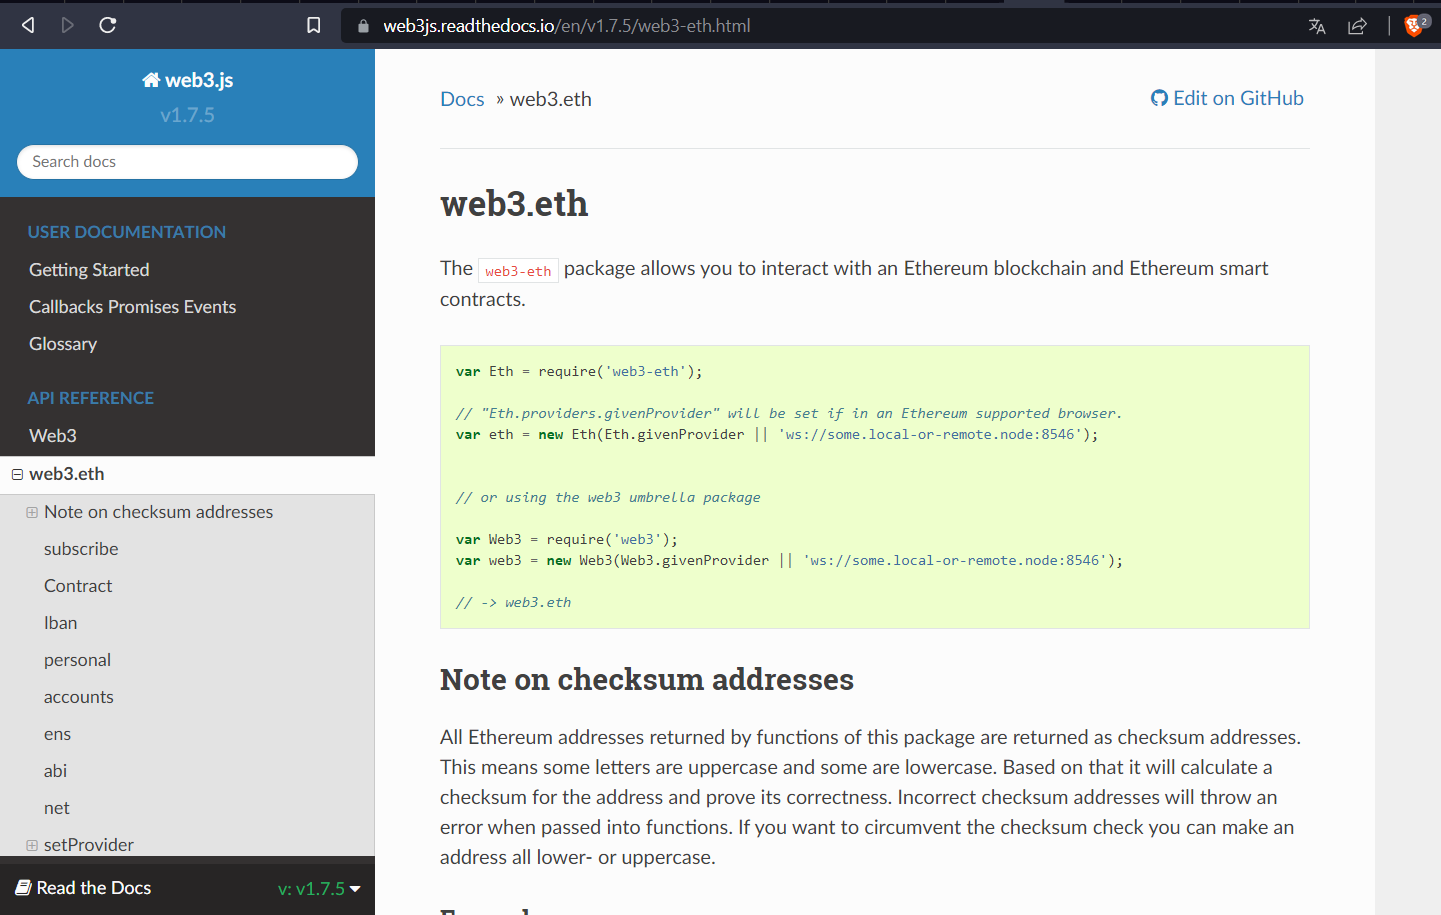 web3js.readthedocs.io/en/v1.7.5/web3-eth.html
2
web3.js
v1.7.5
Search docs
USER DOCUMENTATION
Getting Started
Callbacks Promises Events
Glossary
API REFERENCE
Web3
web3.eth
Note on checksum addresses
subscribe
Contract
Iban
personal
accounts
ens
abi
net
setProvider
Read the Docs
v: v1.7.5
Docs » web3.eth
Edit on GitHub
web3.eth
The web3-eth package allows you to interact with an Ethereum blockchain and Ethereum smart
contracts.
var Eth = require('web3-eth');
// "Eth.providers.givenProvider" will be set if in an Ethereum supported browser.
var eth = new Eth(Eth.givenProvider || 'ws://some.local-or-remote.node:8546');
// or using the web3 umbrella package
var Web3 = require('web3');
var web3 = new Web3(Web3.givenProvider || 'ws://some.local-or-remote.node:8546');
// -> web3.eth
Note on checksum addresses
All Ethereum addresses returned by functions of this package are returned as checksum addresses.
This means some letters are uppercase and some are lowercase. Based on that it will calculate a
checksum for the address and prove its correctness. Incorrect checksum addresses will throw an
error when passed into functions. If you want to circumvent the checksum check you can make an
address all lower- or uppercase.